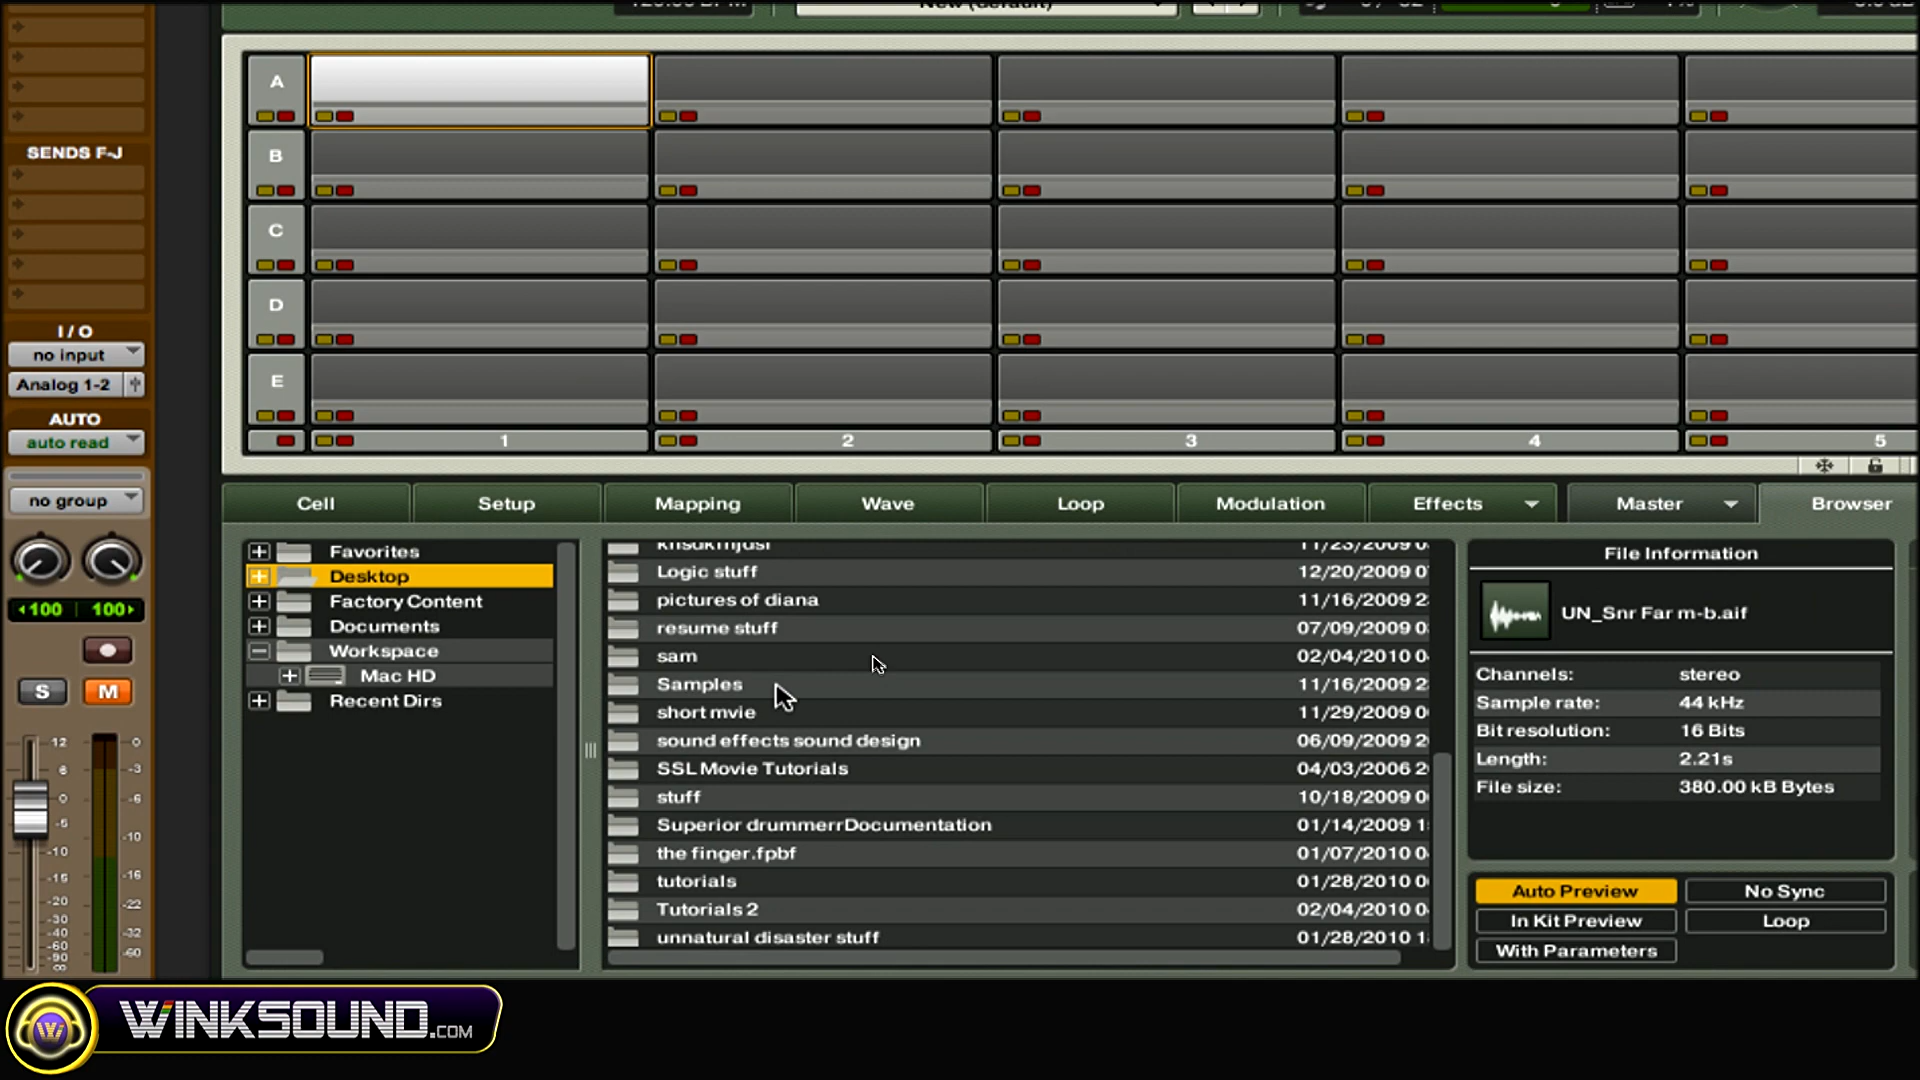 New (default)
A
B
C
D
E
1 2 3 4 5
SENDS F-J
I / O
no input
Analog 1-2
AUTO
auto read
no group
100 100
S M
12
6
0
-5
-10
-15
-20
-30
-40
-60
-90
∞
0
-3
-6
-10
-16
-22
-32
-60
Cell Setup Mapping Wave Loop Modulation Effects Master Browser
Favorites
Desktop
Factory Content
Documents
Workspace
Mac HD
Recent Dirs
Logic stuff 12/20/2009
pictures of diana 11/16/2009
resume stuff 07/09/2009
sam 02/04/2010
Samples 11/16/2009
short mvie 11/29/2009
sound effects sound design 06/09/2009
SSL Movie Tutorials 04/03/2006
stuff 10/18/2009
Superior drummerrDocumentation 01/14/2009
the finger.fpbf 01/07/2010
tutorials 01/28/2010
Tutorials 2 02/04/2010
unnatural disaster stuff 01/28/2010
File Information
UN_Snr Far m-b.aif
Channels: stereo
Sample rate: 44 kHz
Bit resolution: 16 Bits
Length: 2.21s
File size: 380.00 kB Bytes
Auto Preview No Sync
In Kit Preview Loop
With Parameters
W WINKSOUND.COM